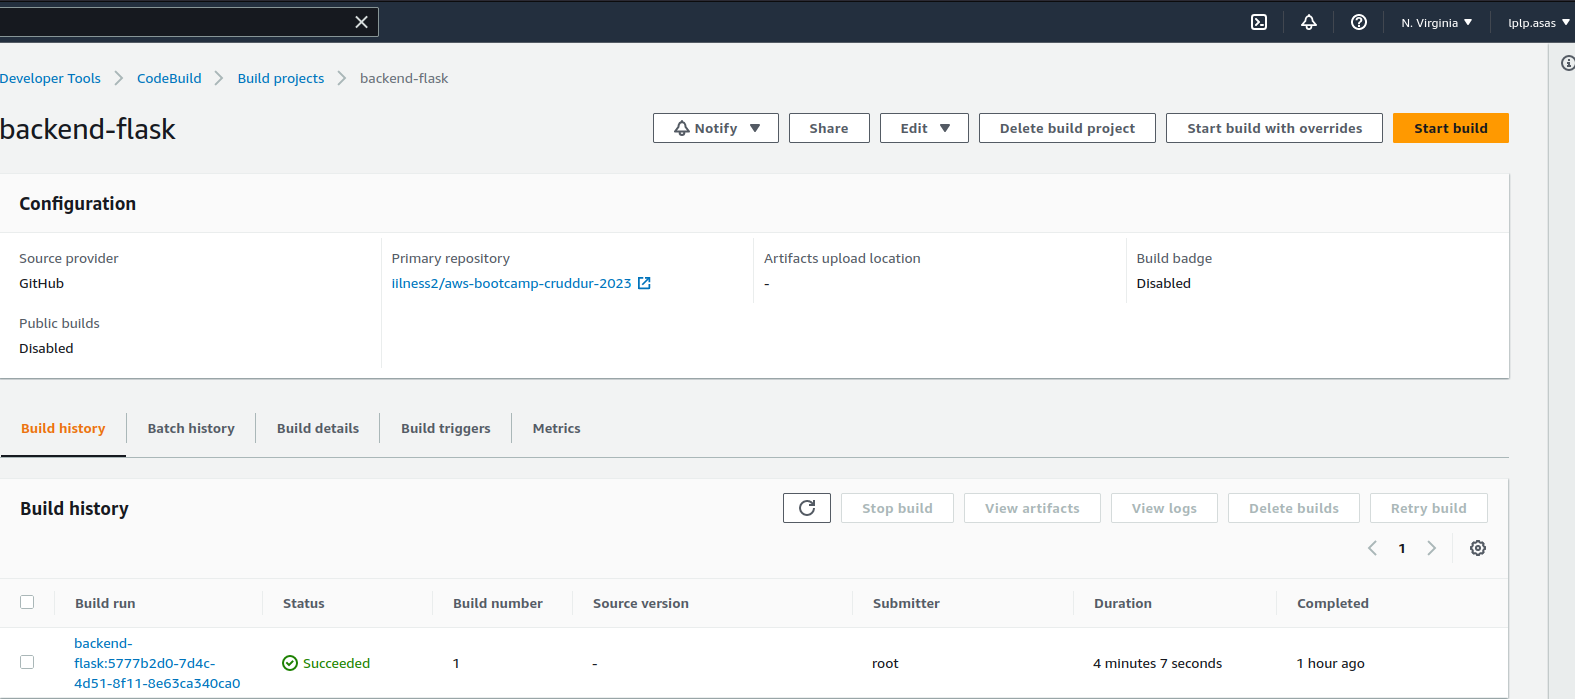 N. Virginia
lplp.asas
Developer Tools
CodeBuild
Build projects
backend-flask
backend-flask
Notify
Share
Edit
Delete build project
Start build with overrides
Start build
Configuration
Source provider
GitHub
Primary repository
iilness2/aws-bootcamp-cruddur-2023
Artifacts upload location
-
Build badge
Disabled
Public builds
Disabled
Build history
Batch history
Build details
Build triggers
Metrics
Build history
Stop build
View artifacts
View logs
Delete builds
Retry build
1
Build run
Status
Build number
Source version
Submitter
Duration
Completed
backend-
flask:5777b2d0-7d4c-
4d51-8f11-8e63ca340ca0
Succeeded
1
-
root
4 minutes 7 seconds
1 hour ago